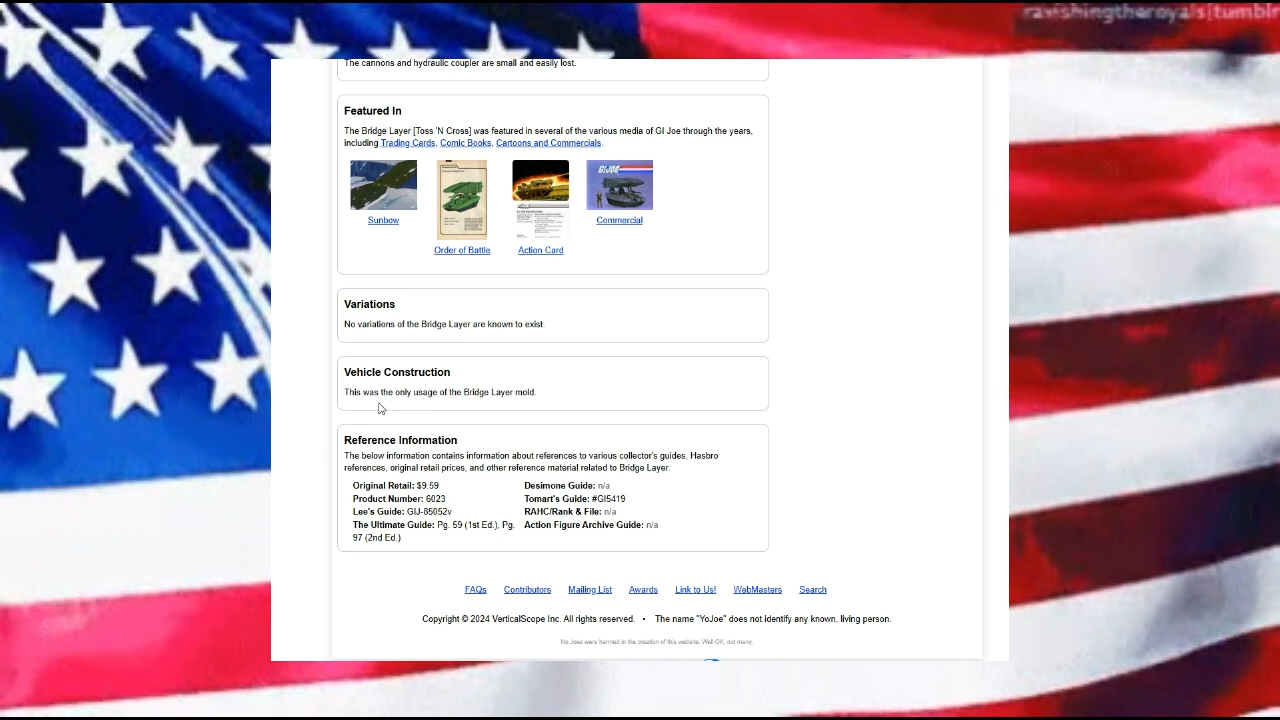 ravishingtheroyals|tumblr
The cannons and hydraulic coupler are small and easily lost.
Featured In
The Bridge Layer [Toss 'N Cross] was featured in several of the various media of GI Joe through the years,
including Trading Cards, Comic Books, Cartoons and Commercials.
GI JOE
Sunbow
Commercial
Order of Battle
Action Card
Variations
No variations of the Bridge Layer are known to exist.
Vehicle Construction
This was the only usage of the Bridge Layer mold.
Reference Information
The below information contains information about references to various collector's guides, Hasbro
references, original retail prices, and other reference material related to Bridge Layer.
Original Retail: $9.59
Product Number: 6023
Lee's Guide: GIJ-85052v
The Ultimate Guide: Pg. 59 (1st Ed.), Pg.
97 (2nd Ed.)
Desimone Guide: n/a
Tomart's Guide: #GI5419
RAHC/Rank & File: n/a
Action Figure Archive Guide: n/a
FAQs Contributors Mailing List Awards Link to Us! WebMasters Search
Copyright © 2024 VerticalScope Inc. All rights reserved. • The name "YoJoe" does not identify any known, living person.
No Joes were harmed in the creation of this website. Well OK, not many.